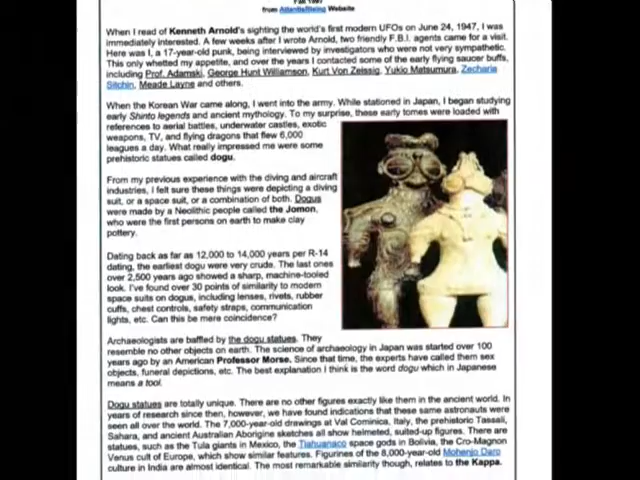 Fall 1997
from AtlantisRising Website
When I read of Kenneth Arnold's sighting the world's first modern UFOs on June 24, 1947, I was
immediately interested. A few weeks after I wrote Arnold, two friendly F.B.I. agents came for a visit.
Here was I, a 17-year-old punk, being interviewed by investigators who were not very sympathetic.
This only whetted my appetite, and over the years I contacted some of the early flying saucer buffs,
including Prof. Adamski, George Hunt Williamson, Kurt Von Zeissig, Yukio Matsumura, Zecharia
Sitchin, Meade Layne and others.
When the Korean War came along, I went into the army. While stationed in Japan, I began studying
early Shinto legends and ancient mythology. To my surprise, these early tomes were loaded with
references to aerial battles, underwater castles, exotic
weapons, TV, and flying dragons that flew 6,000
leagues a day. What really impressed me were some
prehistoric statues called dogu.
From my previous experience with the diving and aircraft
industries, I felt sure these things were depicting a diving
suit, or a space suit, or a combination of both. Dogus
were made by a Neolithic people called the Jomon,
who were the first persons on earth to make clay
pottery.
Dating back as far as 12,000 to 14,000 years per R-14
dating, the earliest dogu were very crude. The last ones
over 2,500 years ago showed a sharp, machine-tooled
look. I've found over 30 points of similarity to modern
space suits on dogus, including lenses, rivets, rubber
cuffs, chest controls, safety straps, communication
lights, etc. Can this be mere coincidence?
Archaeologists are baffled by the dogu statues. They
resemble no other objects on earth. The science of archaeology in Japan was started over 100
years ago by an American Professor Morse. Since that time, the experts have called them sex
objects, funeral depictions, etc. The best explanation I think is the word dogu which in Japanese
means a tool.
Dogu statues are totally unique. There are no other figures exactly like them in the ancient world. In
years of research since then, however, we have found indications that these same astronauts were
seen all over the world. The 7,000-year-old drawings at Val Cominica, Italy, the prehistoric Tassali,
Sahara, and ancient Australian Aborigine sketches all show helmeted, suited-up figures. There are
statues, such as the Tula giants in Mexico, the Tiahuanaco space gods in Bolivia, the Cro-Magnon
Venus cult of Europe, which show similar features. Figurines of the 8,000-year-old Mohenjo Daro
culture in India are almost identical. The most remarkable similarity though, relates to the Kappa.